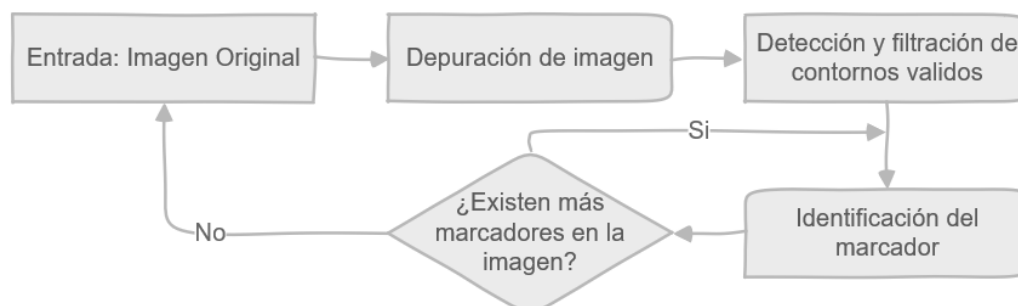 Entrada: Imagen Original
Depuración de imagen
Detección y filtración de
contornos validos
Si
¿Existen más
marcadores en la
imagen?
Identificación del
marcador
No